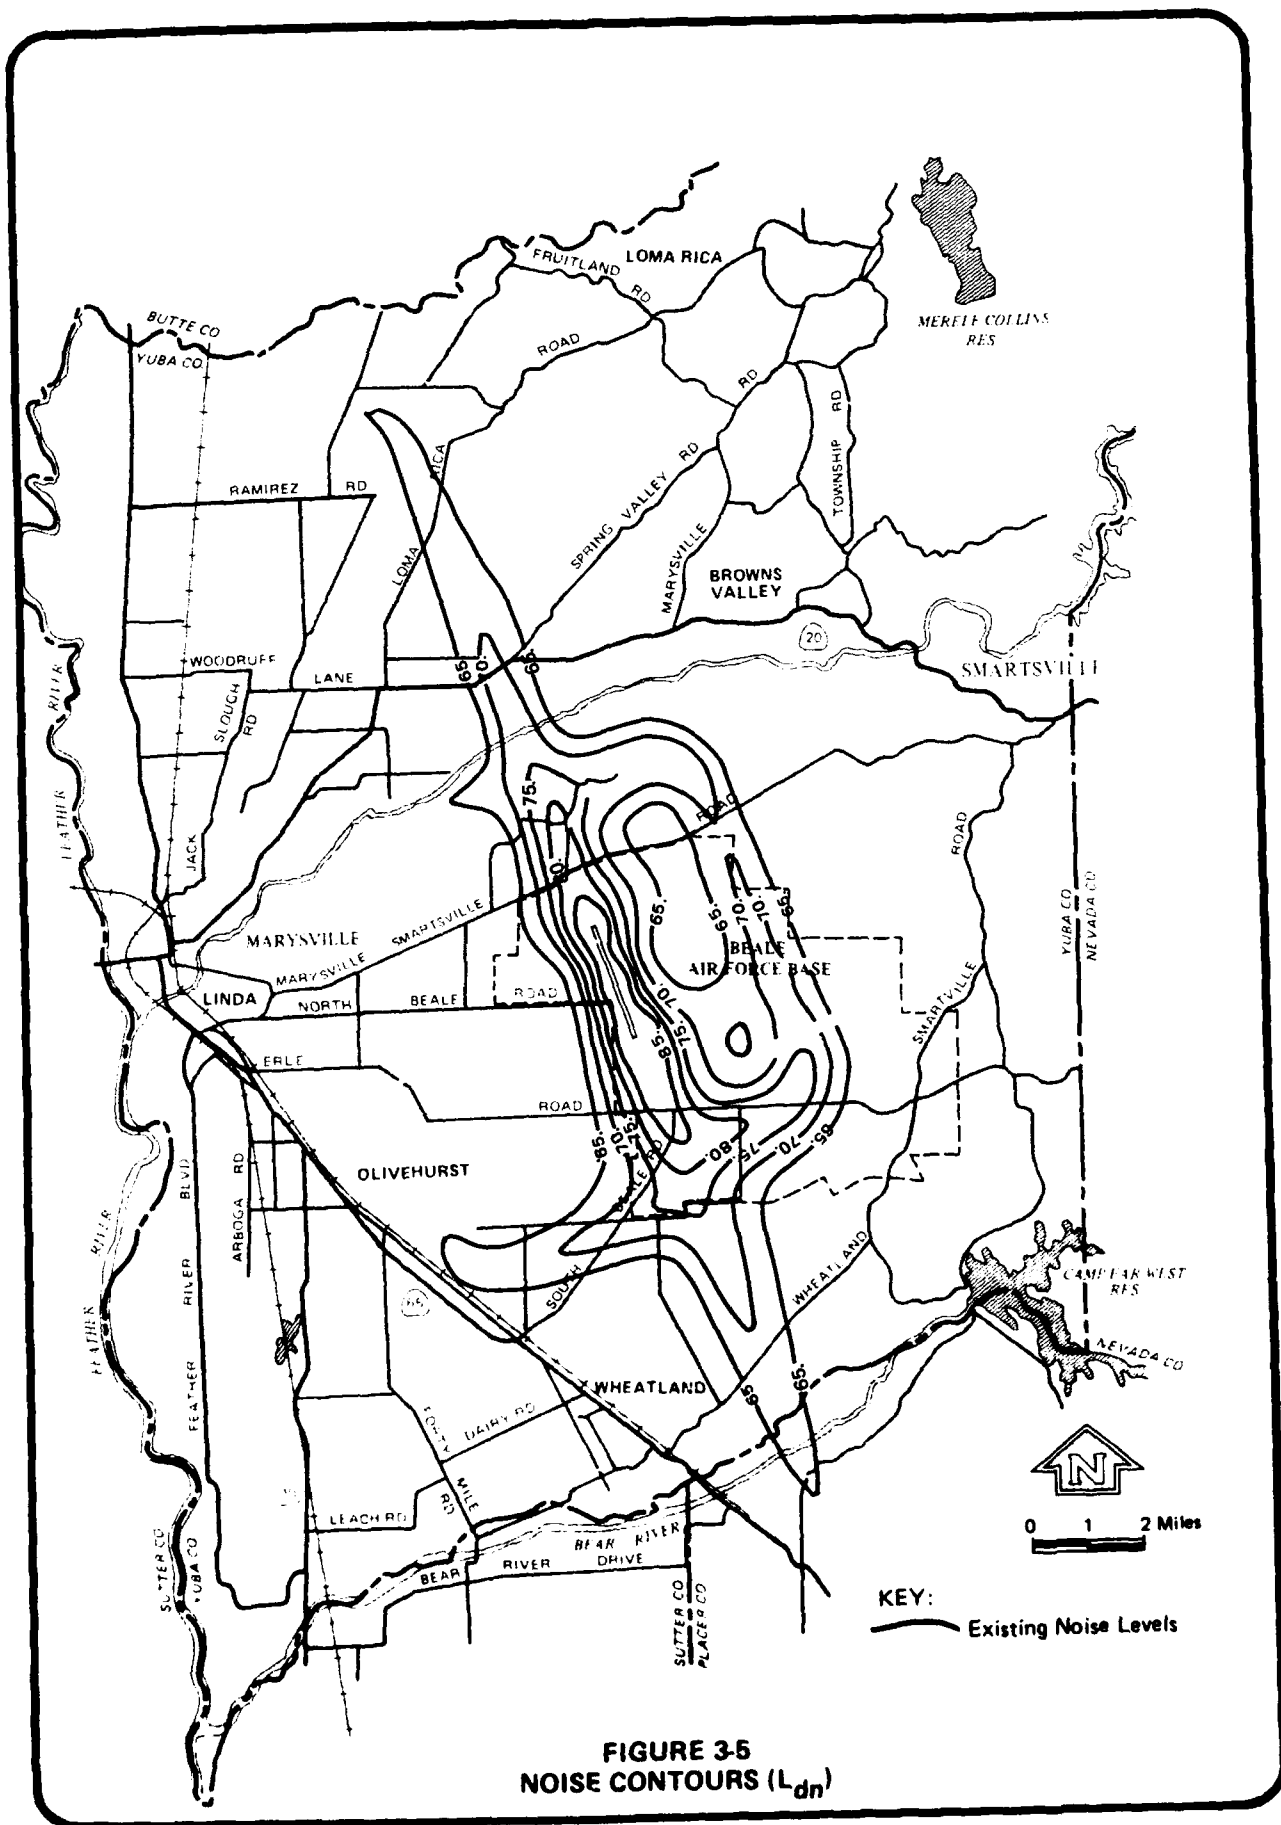 LOMA RICA
FRUITLAND
RD
MERFLE COLLINS
RES
BUTTE CO
YUBA CO
ROAD
RD
TOWNSHIP RD
RICA
RAMIREZ RD
SPRING VALLEY RD
LOMA
MARYSVILLE
BROWNS
VALLEY
20
SMARTSVILLE
WOODRUFF
LANE
65.
70.
65.
RIVER
SLOUGH
RD
75.
ROAD
FEATHER
JACK
ROAD
80.
65.
65.
70.
70.
65.
YUBA CO
NEVADA CO
MARYSVILLE
SMARTSVILLE
BEALE
AIR FORCE BASE
MARYSVILLE
LINDA
NORTH BEALE ROAD
70.
75.
85.
SMARTVILLE
ERLE
ROAD
65.
70.
75.
80.
75.
70.
65.
BEALE RD
OLIVEHURST
ARBOGA RD
FEATHER RIVER BLVD
FEATHER RIVER
65
SOUTH
WHEATLAND
CAMP FAR WEST
RES
NEVADA CO
WHEATLAND
65
65.
DAIRY RD
FORTY
MILE
RD
LEACH RD
BEAR RIVER
BEAR RIVER DRIVE
SUTTER CO
YUBA CO
SUTTER CO
PLACER CO
N
0 1 2 Miles
KEY:
Existing Noise Levels
FIGURE 3-5
NOISE CONTOURS (Ldn)